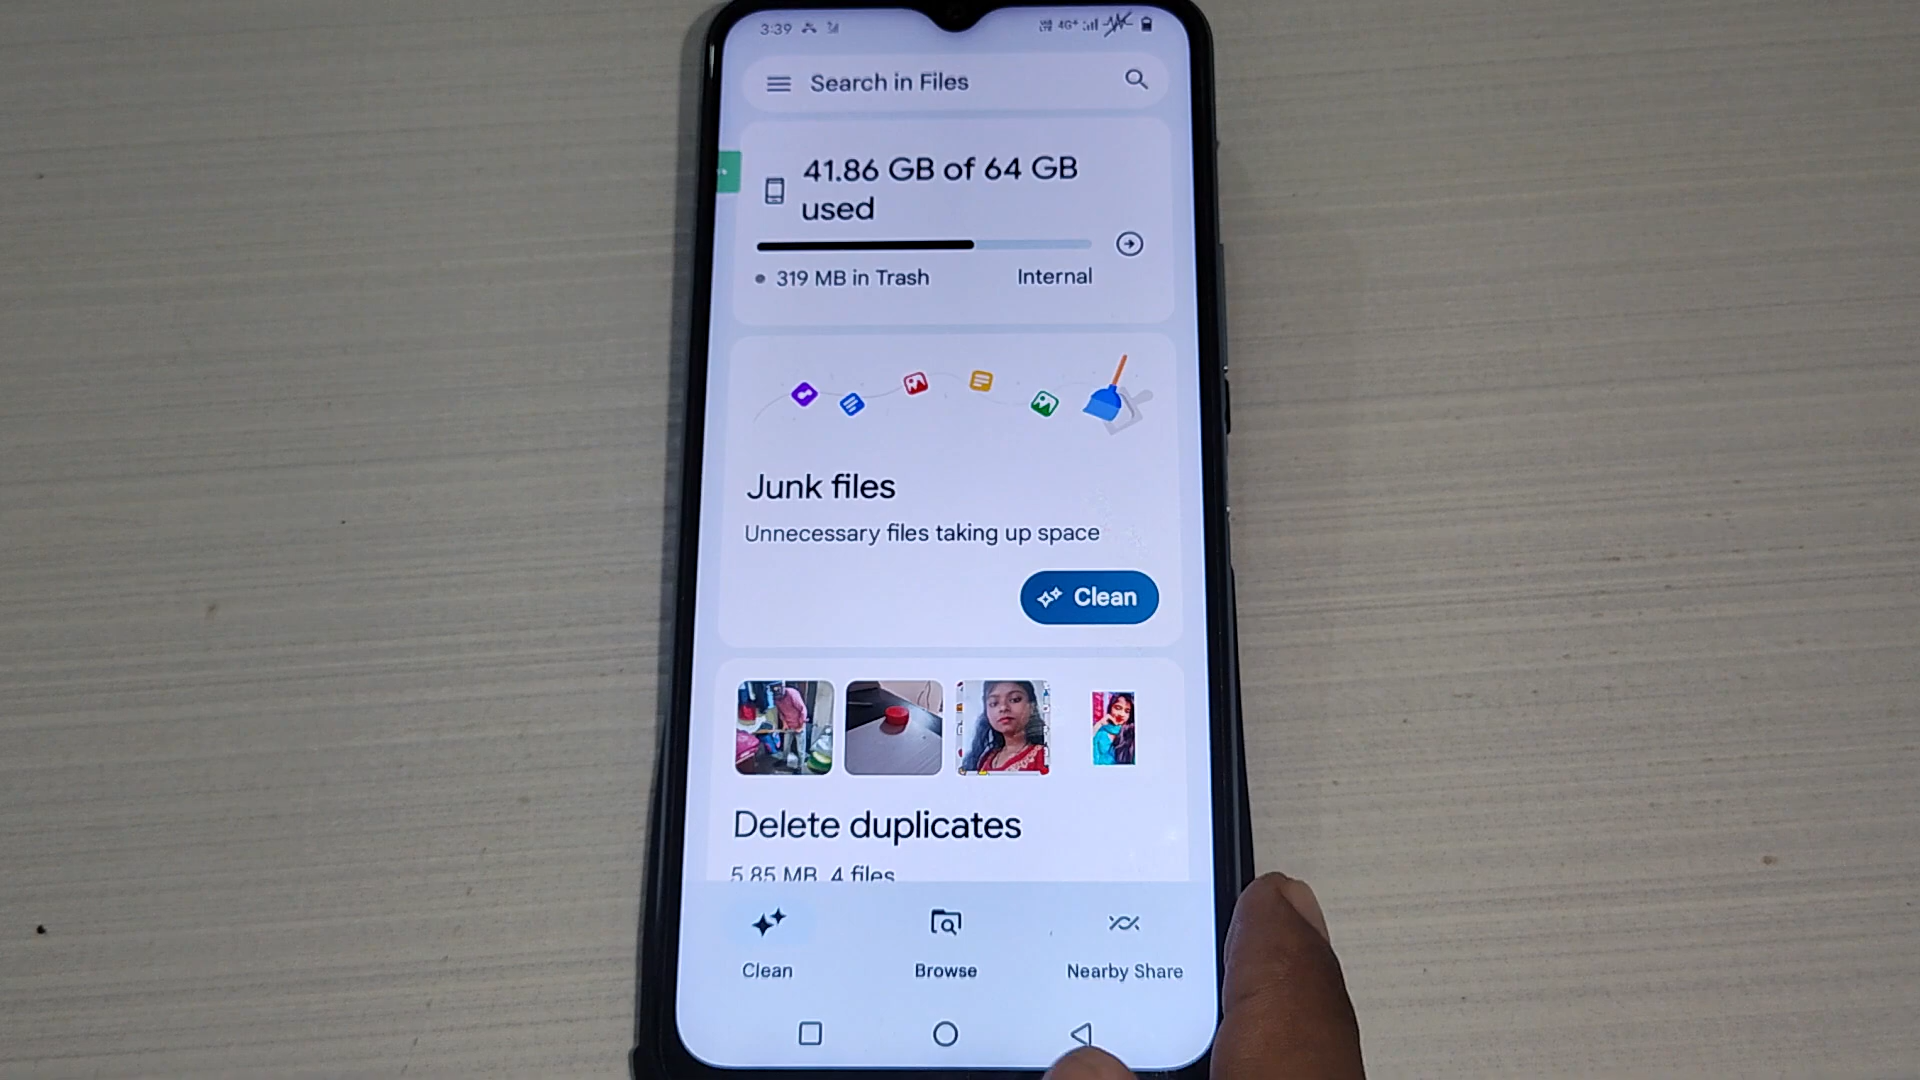 3:39
4G+
Search in Files
41.86 GB of 64 GB
used
319 MB in Trash
Internal
Junk files
Unnecessary files taking up space
Clean
Delete duplicates
5.85 MB, 4 files
Clean
Browse
Nearby Share